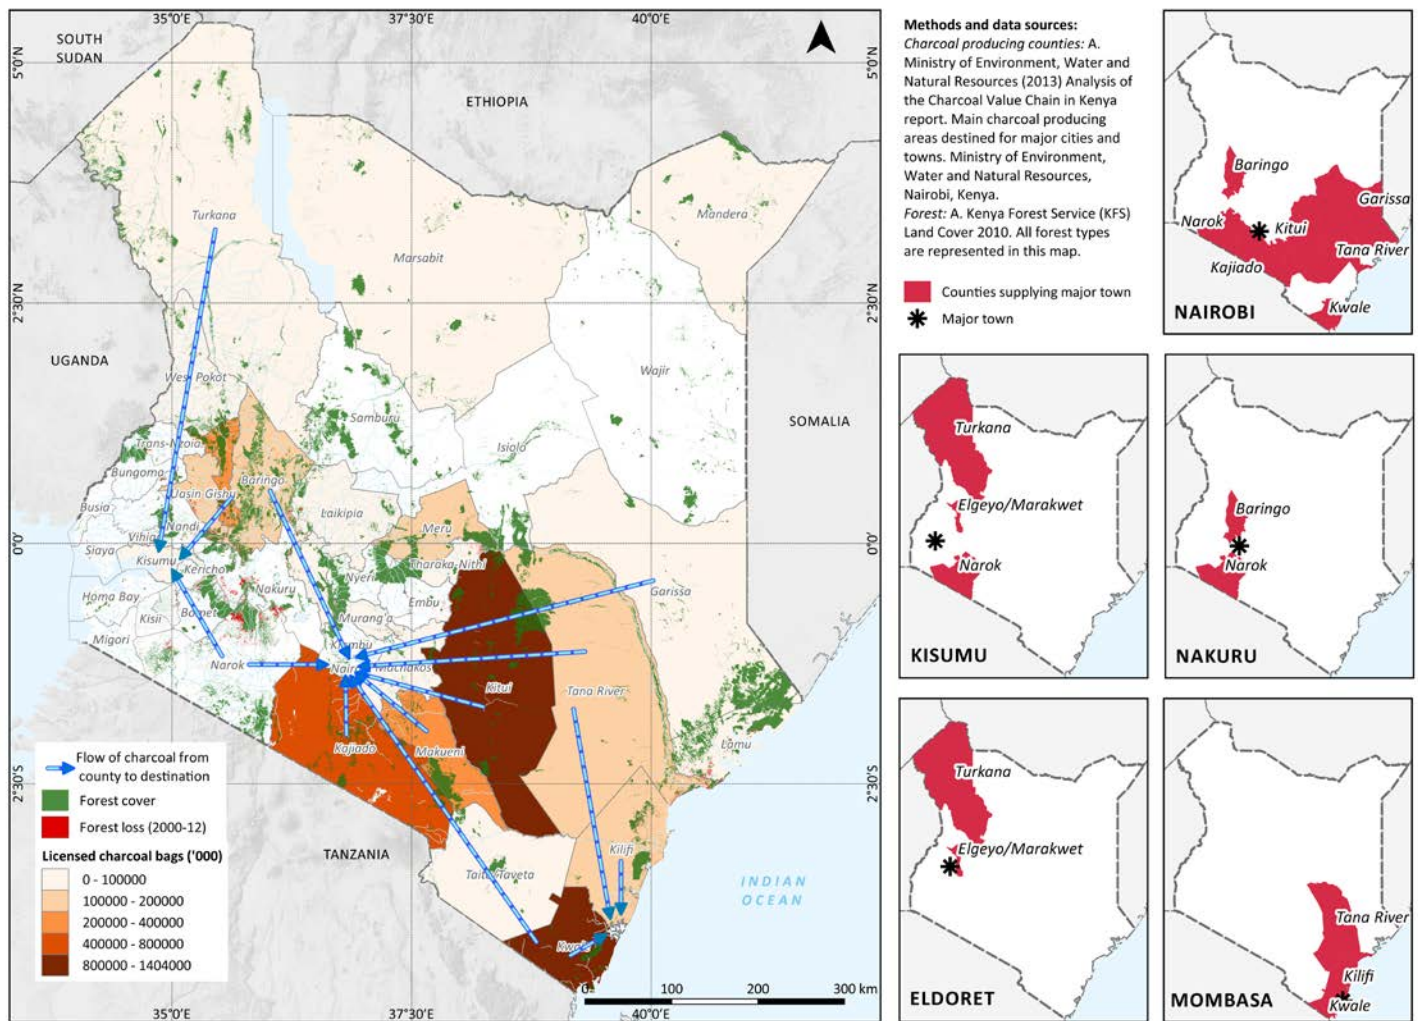 35°0'E
37°30'E
40°0'E
5°0'N
2°30'N
0°0'
2°30'S
5°0'N
2°30'N
0°0'
2°30'S
SOUTH
SUDAN
ETHIOPIA
UGANDA
SOMALIA
TANZANIA
INDIAN
OCEAN
Turkana
Marsabit
Mandera
West Pokot
Samburu
Wajir
Isiolo
Trans-Nzoia
Bungoma
Uasin Gishu
Baringo
Busia
Nandi
Laikipia
Meru
Vihiga
Siaya
Kisumu
Kericho
Nyeri
Tharaka-Nithi
Nakuru
Embu
Garissa
Homa Bay
Kisii
Bomet
Murang'a
Migori
Kiambu
Narok
Nair
Machakos
Kitui
Tana River
Kajiado
Makueni
Lamu
Kilifi
Taita Taveta
Kwale
Flow of charcoal from
county to destination
Forest cover
Forest loss (2000-12)
Licensed charcoal bags ('000)
0 - 100000
100000 - 200000
200000 - 400000
400000 - 800000
800000 - 1404000
0 100 200 300 km
35°0'E
37°30'E
40°0'E
Methods and data sources:
Charcoal producing counties: A.
Ministry of Environment, Water and
Natural Resources (2013) Analysis of
the Charcoal Value Chain in Kenya
report. Main charcoal producing
areas destined for major cities and
towns. Ministry of Environment,
Water and Natural Resources,
Nairobi, Kenya.
Forest: A. Kenya Forest Service (KFS)
Land Cover 2010. All forest types
are represented in this map.
Counties supplying major town
Major town
Baringo
Garissa
Narok
Kitui
Tana River
Kajiado
Kwale
NAIROBI
Turkana
Elgeyo/Marakwet
Narok
KISUMU
Baringo
Narok
NAKURU
Turkana
Elgeyo/Marakwet
ELDORET
Tana River
Kilifi
Kwale
MOMBASA